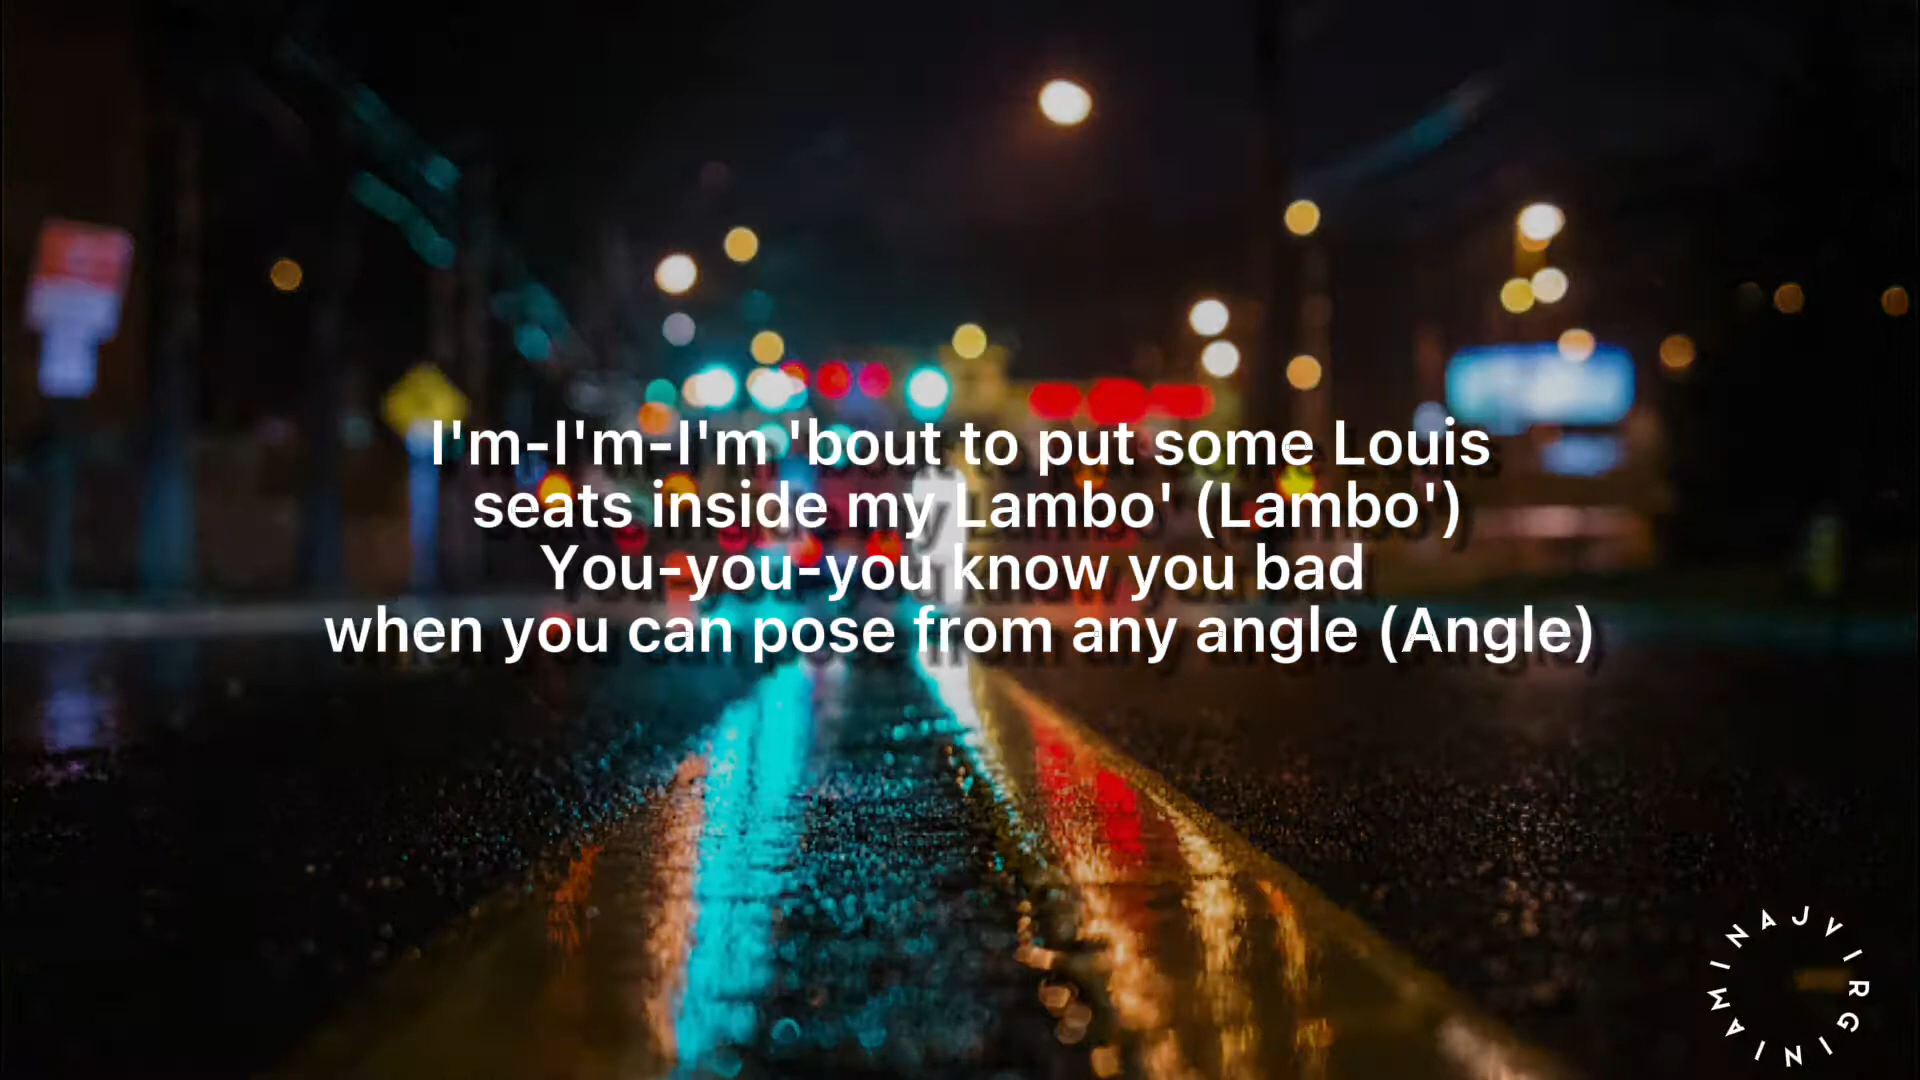 I'm-I'm-I'm 'bout to put some Louis
seats inside my Lambo' (Lambo')
You-you-you know you bad
when you can pose from any angle (Angle)
MINAJVIRGINIA